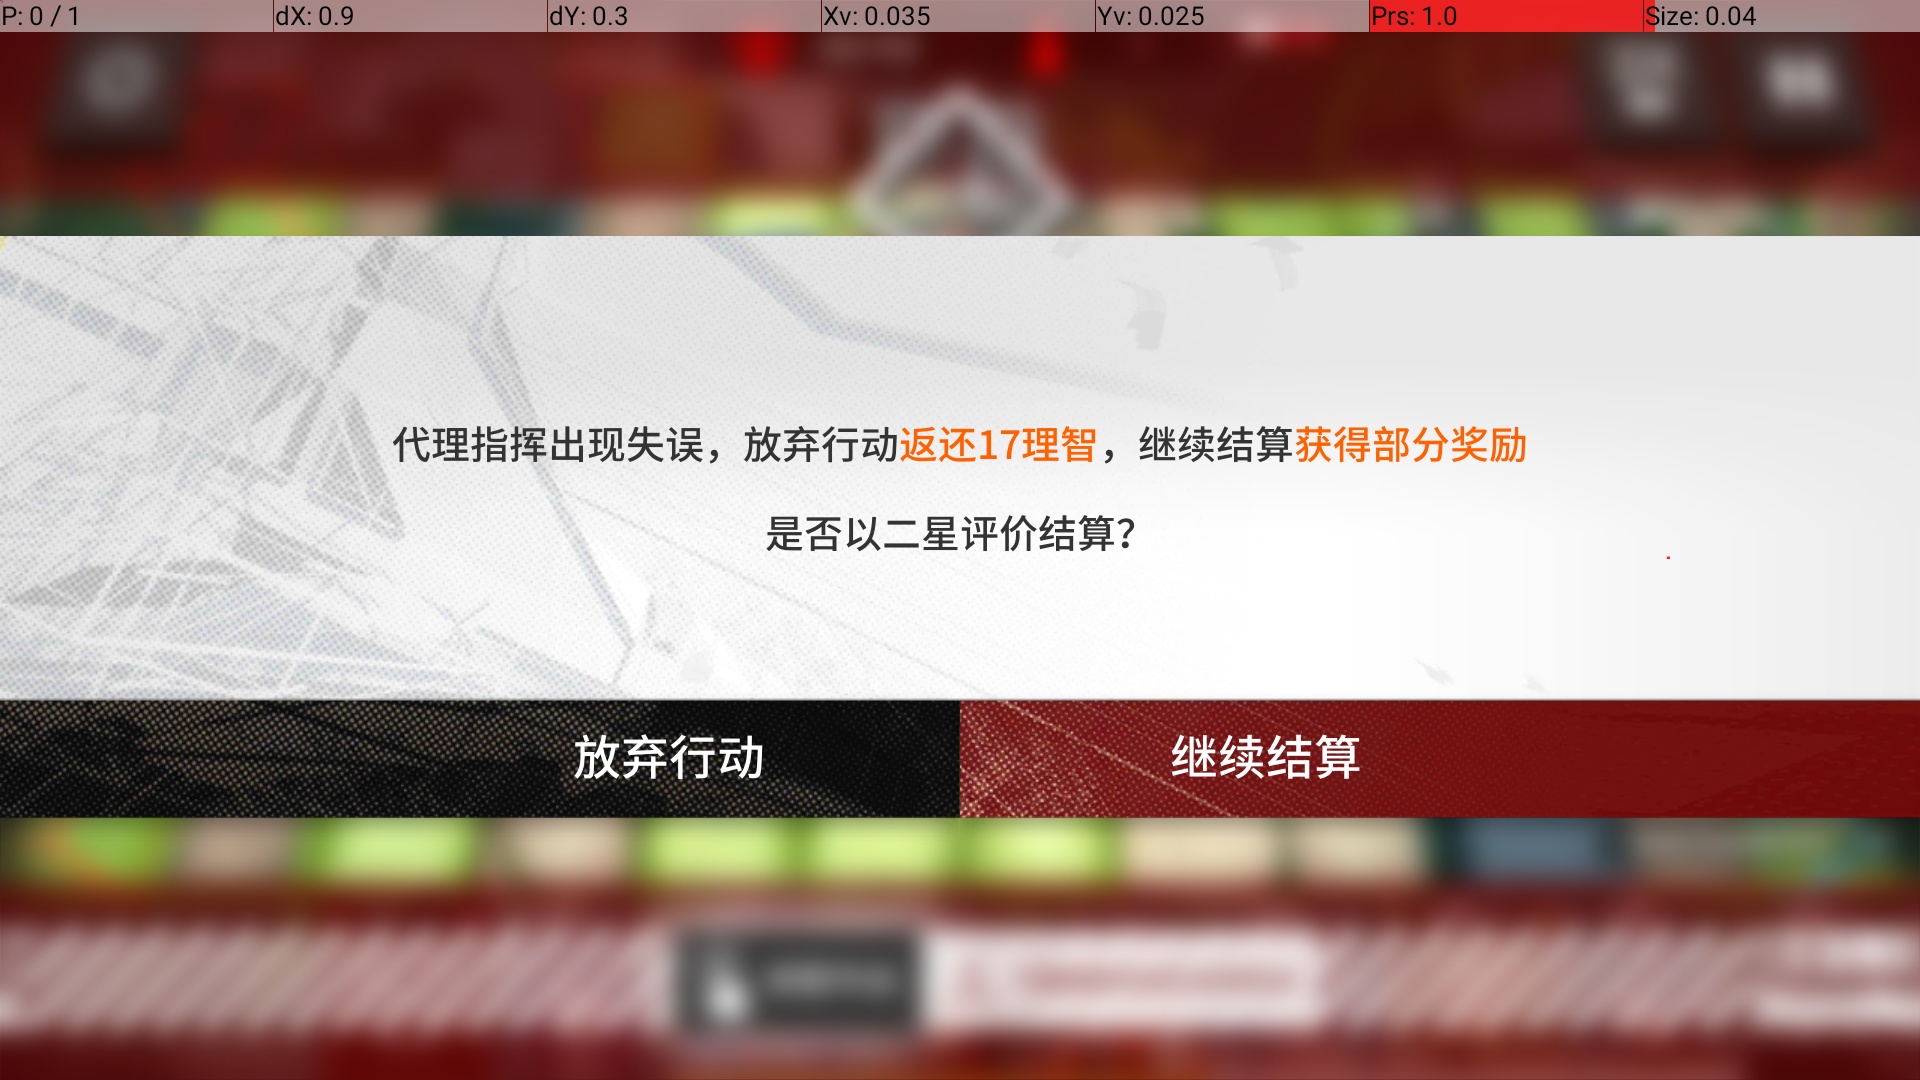 P: 0 / 1 dX: 0.9 dY: 0.3 Xv: 0.035 Yv: 0.025 Prs: 1.0 Size: 0.04
代理指挥出现失误，放弃行动返还17理智，继续结算获得部分奖励
是否以二星评价结算？
放弃行动 继续结算